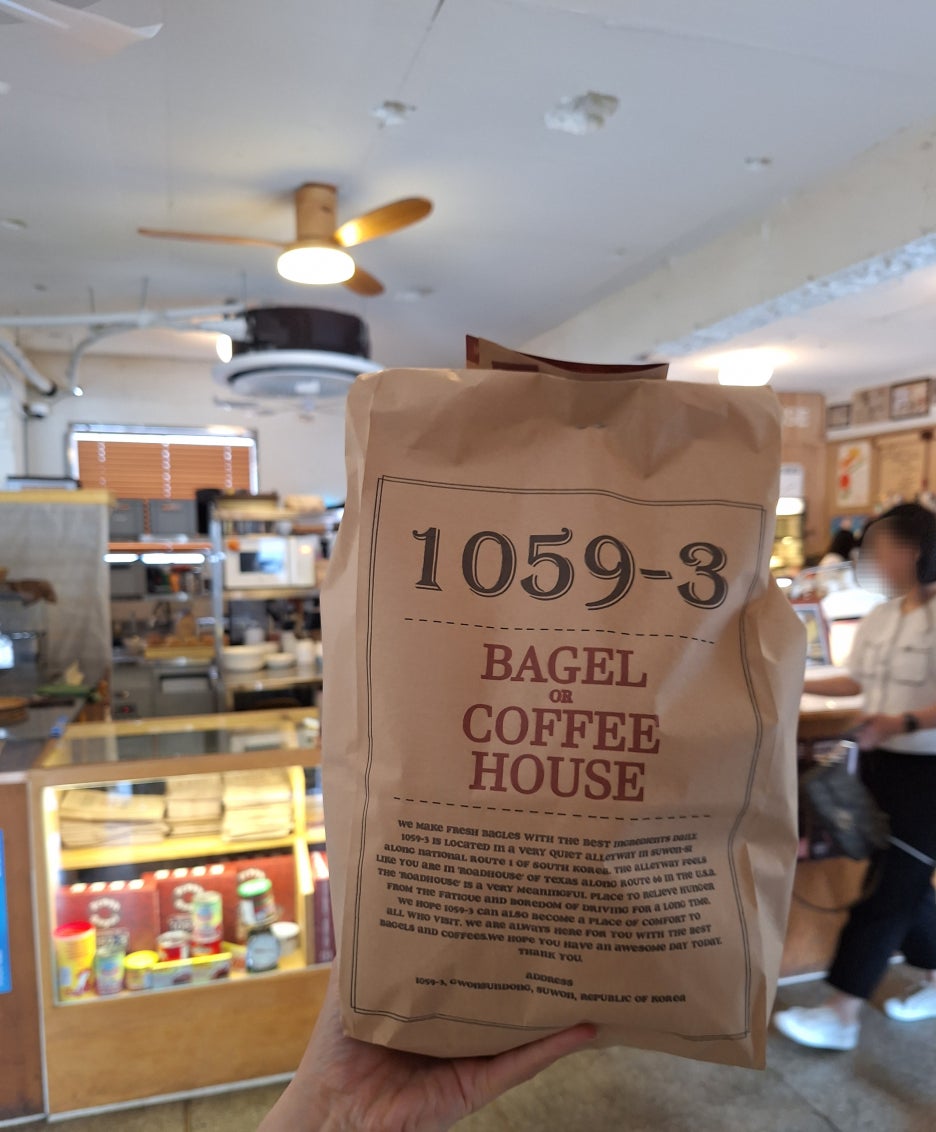 1059-3
BAGEL
OR
COFFEE
HOUSE
WE MAKE FRESH BAGLES WITH THE BEST INGREDIENTS DAILY.
1059-3 IS LOCATED IN A VERY QUIET ALLEYWAY IN SUWON-SI
ALONG NATIONAL ROUTE 1 OF SOUTH KOREA. THE ALLEYWAY FEELS
LIKE YOU ARE IN 'ROADHOUSE' OF TEXAS ALONG ROUTE 66 IN THE U.S.A.
THE 'ROADHOUSE' IS A VERY MEANINGFUL PLACE TO RELIEVE HUNGER
FROM THE FATIGUE AND BOREDOM OF DRIVING FOR A LONG TIME.
WE HOPE 1059-3 CAN ALSO BECOME A PLACE OF COMFORT TO
ALL WHO VISIT. WE ARE ALWAYS HERE FOR YOU WITH THE BEST
BAGELS AND COFFEES.WE HOPE YOU HAVE AN AWESOME DAY TODAY.
THANK YOU.
ADDRESS
1059-3, GWONSUNDONG, SUWON, REPUBLIC OF KOREA